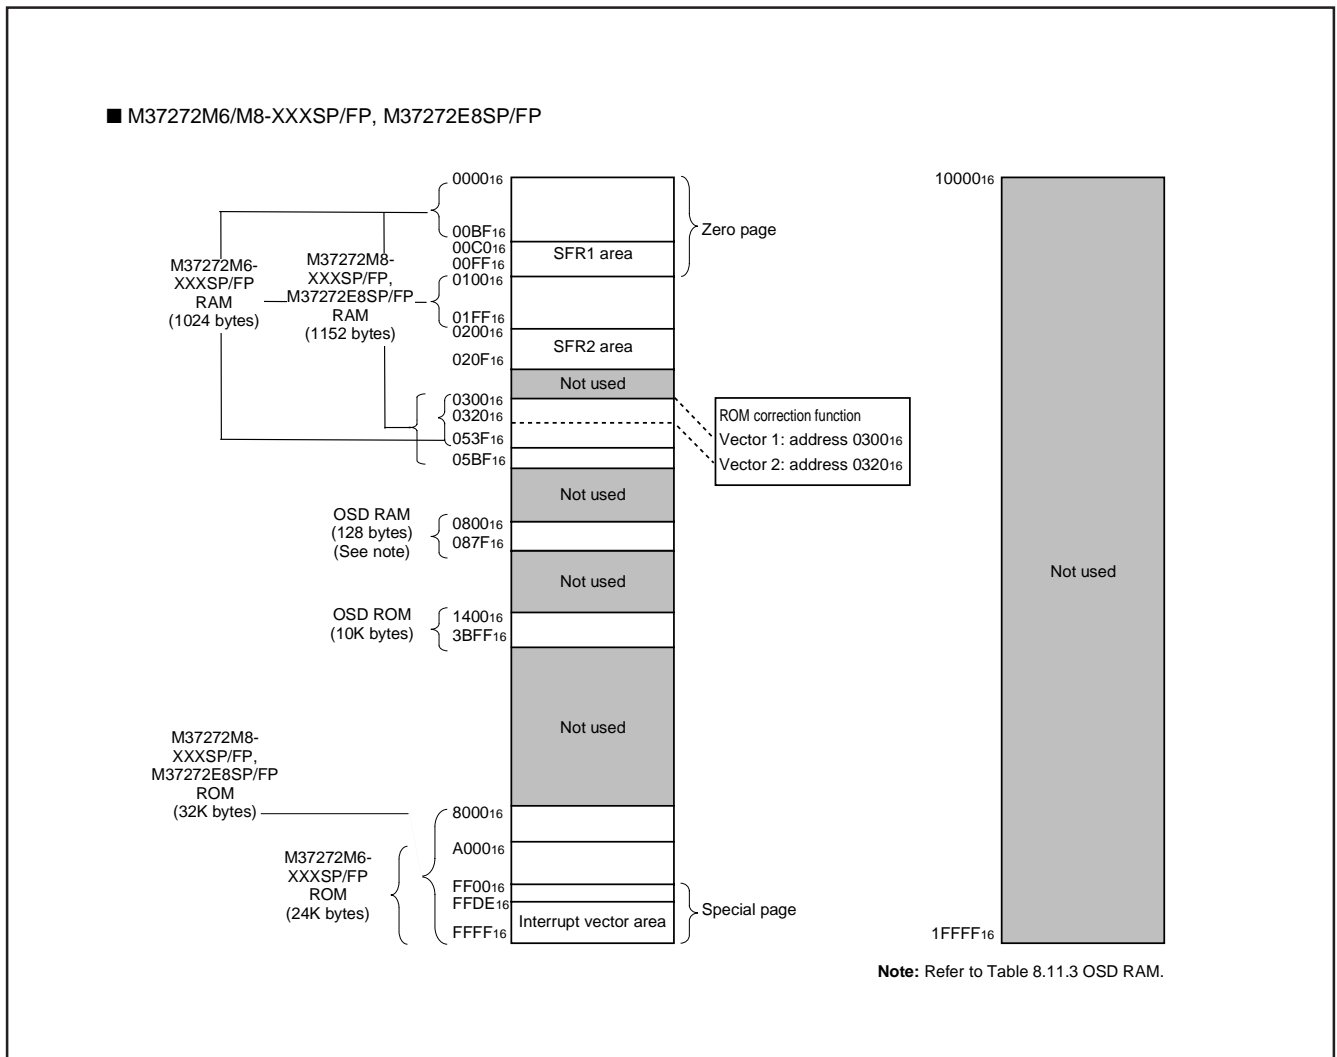 ■ M37272M6/M8-XXXSP/FP, M37272E8SP/FP
000016
00BF16
00C016
00FF16
010016
01FF16
020016
020F16
030016
032016
053F16
05BF16
080016
087F16
140016
3BFF16
800016
A00016
FF0016
FFDE16
FFFF16
M37272M6-
XXXSP/FP
RAM
(1024 bytes)
M37272M8-
XXXSP/FP,
M37272E8SP/FP
RAM
(1152 bytes)
OSD RAM
(128 bytes)
(See note)
OSD ROM
(10K bytes)
M37272M8-
XXXSP/FP,
M37272E8SP/FP
ROM
(32K bytes)
M37272M6-
XXXSP/FP
ROM
(24K bytes)
SFR1 area
SFR2 area
Not used
Not used
Not used
Not used
Interrupt vector area
Zero page
ROM correction function
Vector 1: address 030016
Vector 2: address 032016
Special page
1000016
Not used
1FFFF16
Note: Refer to Table 8.11.3 OSD RAM.